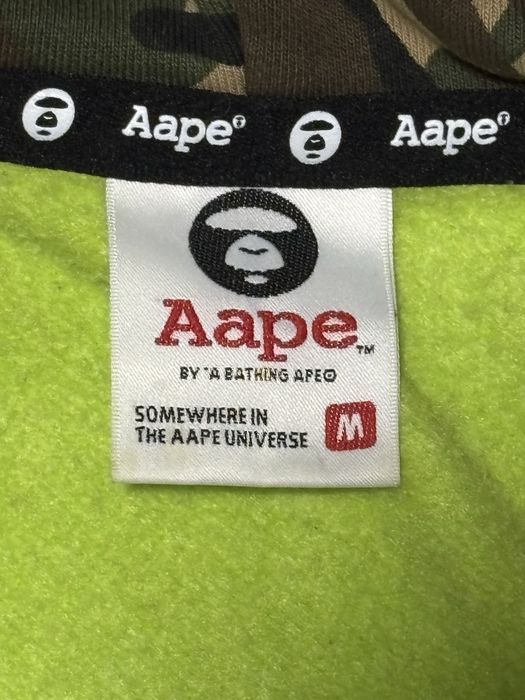 Aape® Aape®
Aape™
BY *A BATHING APE®
SOMEWHERE IN
THE AAPE UNIVERSE M